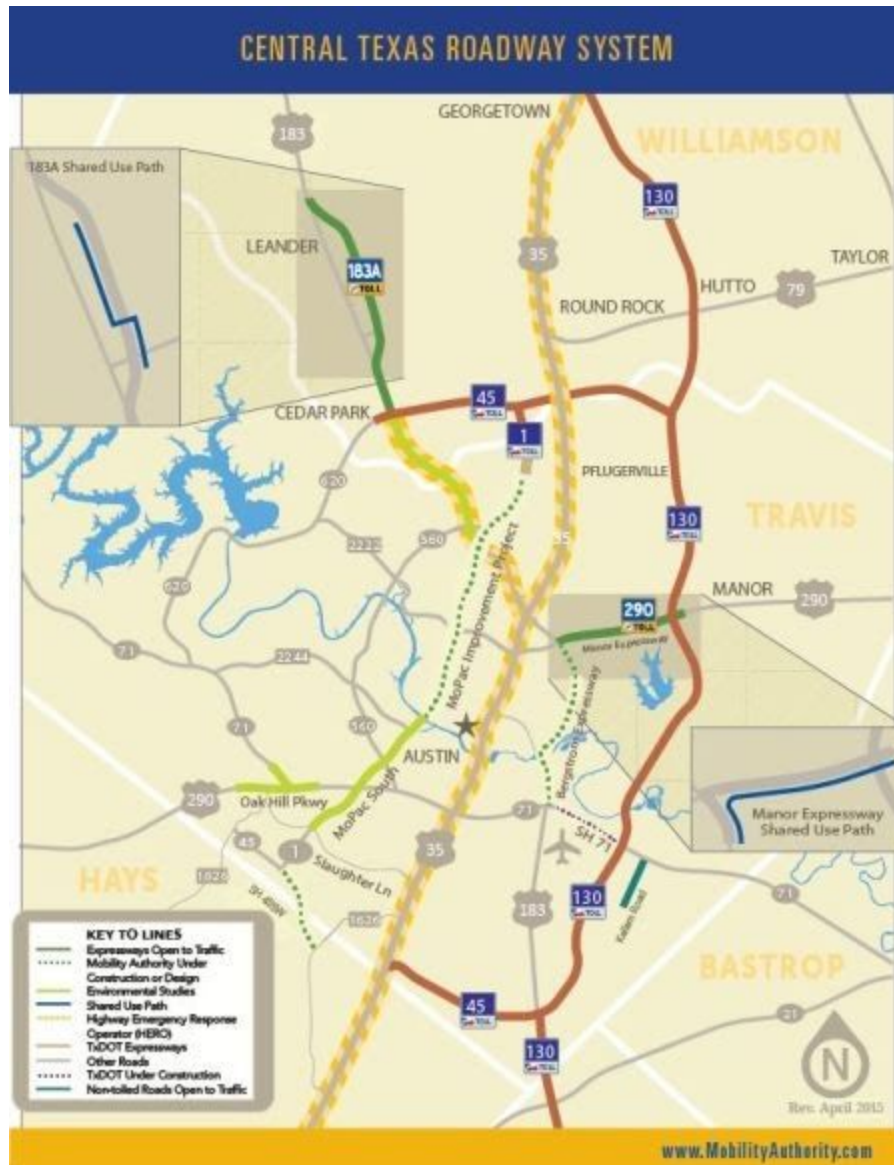 CENTRAL TEXAS ROADWAY SYSTEM
GEORGETOWN
183
WILLIAMSON
183A Shared Use Path
130
TOLL
LEANDER
35
TAYLOR
183A
TOLL
HUTTO
79
ROUND ROCK
45
TOLL
CEDAR PARK
1
TOLL
PFLUGERVILLE
620
130
TOLL
TRAVIS
2222
360
35
MoPac Improvement Project
620
MANOR
290
290
TOLL
Manor Expressway
71
2244
Bergstrom Expressway
71
360
AUSTIN
290
Oak Hill Pkwy
MoPac South
71
SH 71
Manor Expressway
Shared Use Path
45
1
35
Slaughter Ln
HAYS
1626
130
TOLL
71
183
1626
KEY TO LINES
Expressways Open to Traffic
Mobility Authority Under
Construction or Design
Environmental Studies
Shared Use Path
Highway Emergency Response
Operator (HERO)
TxDOT Expressways
Other Roads
TxDOT Under Construction
Non-tolled Roads Open to Traffic
BASTROP
45
TOLL
21
130
TOLL
N
Rev. April 2015
www.MobilityAuthority.com